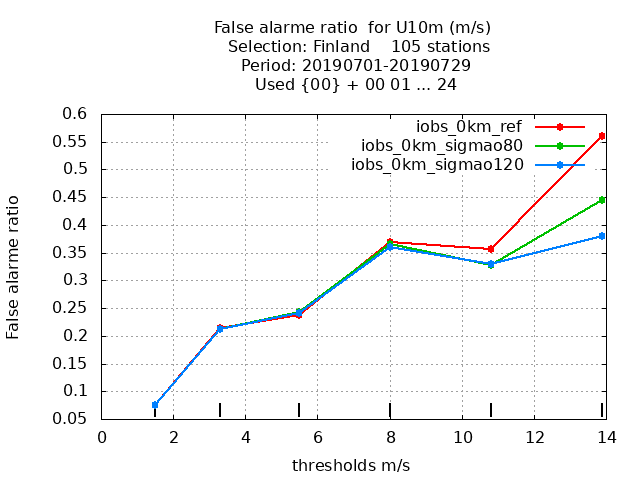 False alarme ratio  for U10m (m/s)
Selection: Finland    105 stations
Period: 20190701-20190729
Used {00} + 00 01 ... 24
False alarme ratio
0.6
0.55
0.5
0.45
0.4
0.35
0.3
0.25
0.2
0.15
0.1
0.05
iobs_0km_ref
iobs_0km_sigmao80
iobs_0km_sigmao120
0 2 4 6 8 10 12 14
thresholds m/s